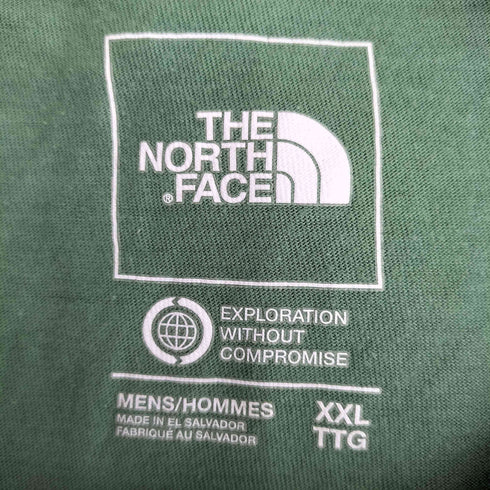 THE
NORTH
FACE
®
EXPLORATION
WITHOUT
COMPROMISE
MENS/HOMMES XXL
MADE IN EL SALVADOR
FABRIQUÉ AU SALVADOR TTG